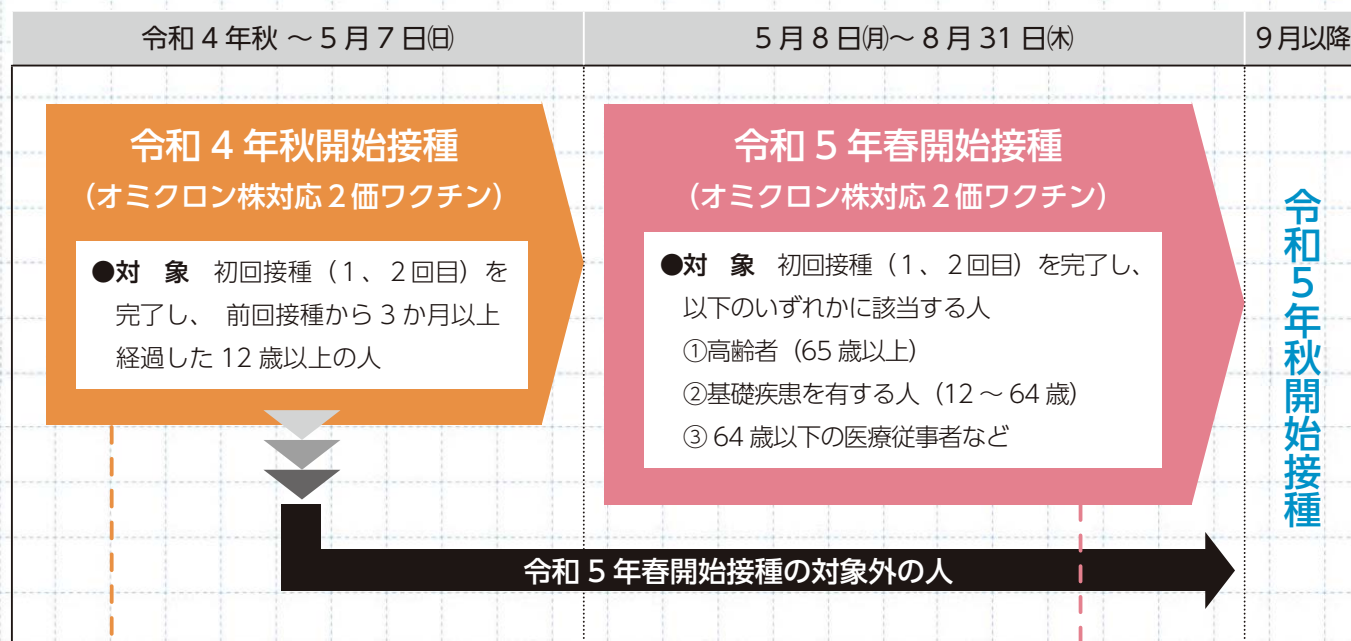 令和 4 年秋 ～ 5 月 7 日㈰
5 月 8 日㈪～ 8 月 31 日㈭
9 月以降
令和 4 年秋開始接種
（オミクロン株対応２価ワクチン）
●対　象　初回接種（１、２回目）を
完了し、 前回接種から 3 か月以上
経過した 12 歳以上の人
令和 5 年春開始接種
（オミクロン株対応２価ワクチン）
●対　象　初回接種（１、２回目）を完了し、
以下のいずれかに該当する人
①高齢者（65 歳以上）
②基礎疾患を有する人（12 ～ 64 歳）
③ 64 歳以下の医療従事者など
令和５年秋開始接種
令和 5 年春開始接種の対象外の人